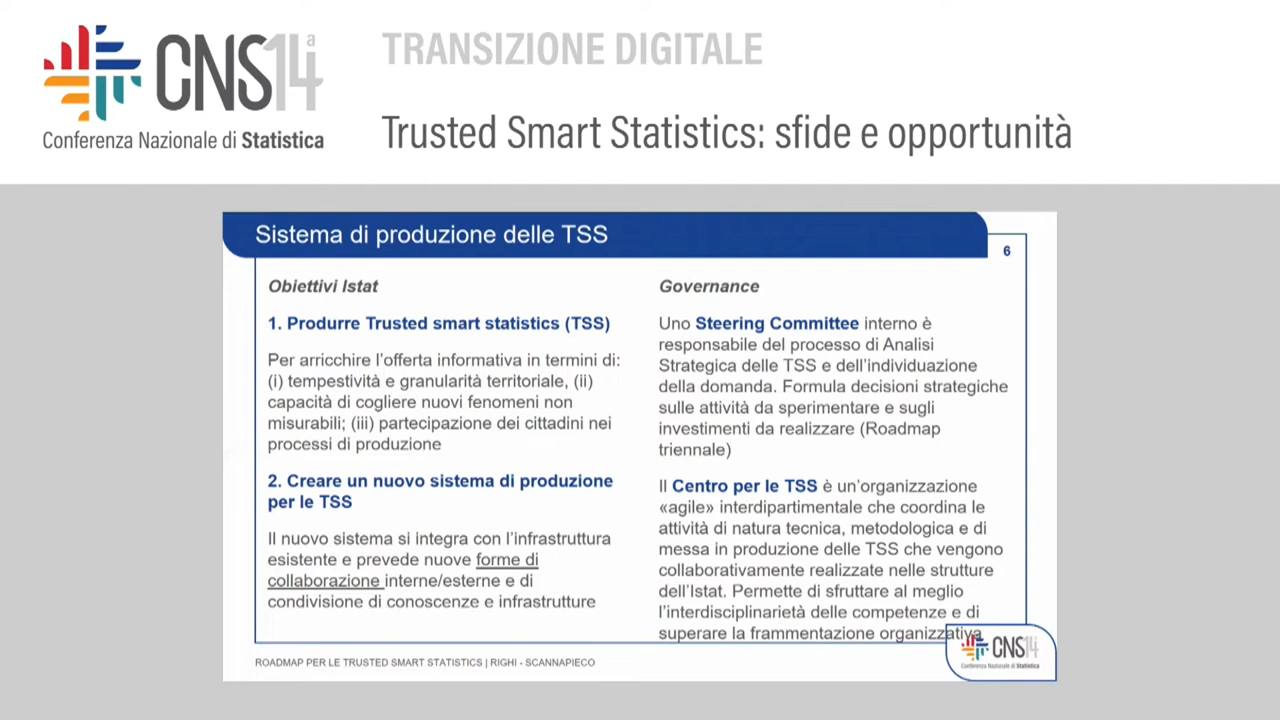 CNS14a
Conferenza Nazionale di Statistica
TRANSIZIONE DIGITALE
Trusted Smart Statistics: sfide e opportunità
Sistema di produzione delle TSS
6
Obiettivi Istat
1. Produrre Trusted smart statistics (TSS)
Per arricchire l’offerta informativa in termini di:
(i) tempestività e granularità territoriale, (ii)
capacità di cogliere nuovi fenomeni non
misurabili; (iii) partecipazione dei cittadini nei
processi di produzione
2. Creare un nuovo sistema di produzione
per le TSS
Il nuovo sistema si integra con l’infrastruttura
esistente e prevede nuove forme di
collaborazione interne/esterne e di
condivisione di conoscenze e infrastrutture
Governance
Uno Steering Committee interno è
responsabile del processo di Analisi
Strategica delle TSS e dell’individuazione
della domanda. Formula decisioni strategiche
sulle attività da sperimentare e sugli
investimenti da realizzare (Roadmap
triennale)
Il Centro per le TSS è un’organizzazione
«agile» interdipartimentale che coordina le
attività di natura tecnica, metodologica e di
messa in produzione delle TSS che vengono
collaborativamente realizzate nelle strutture
dell’Istat. Permette di sfruttare al meglio
l’interdisciplinarietà delle competenze e di
superare la frammentazione organizzativa
ROADMAP PER LE TRUSTED SMART STATISTICS | RIGHI - SCANNAPIECO
CNS14
Conferenza Nazionale di Statistica